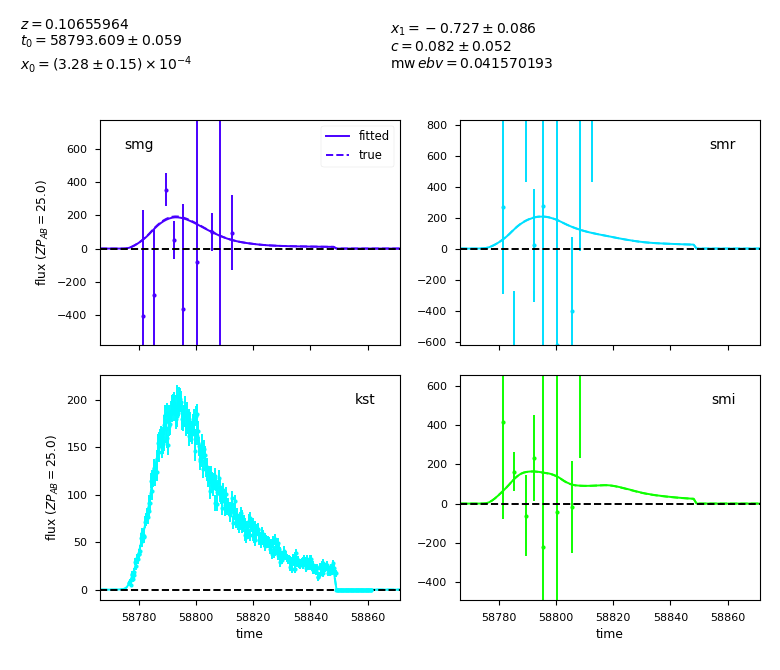 z = 0.10655964
t₀ = 58793.609 ± 0.059
x₀ = (3.28 ± 0.15) × 10⁻⁴
x₁ = −0.727 ± 0.086
c = 0.082 ± 0.052
mw ebv = 0.041570193
smg
fitted
true
flux (ZP_AB = 25.0)
600
400
200
0
−200
−400
smr
800
600
400
200
0
−200
−400
−600
kst
flux (ZP_AB = 25.0)
200
150
100
50
0
58780 58800 58820 58840 58860
time
smi
600
400
200
0
−200
−400
58780 58800 58820 58840 58860
time